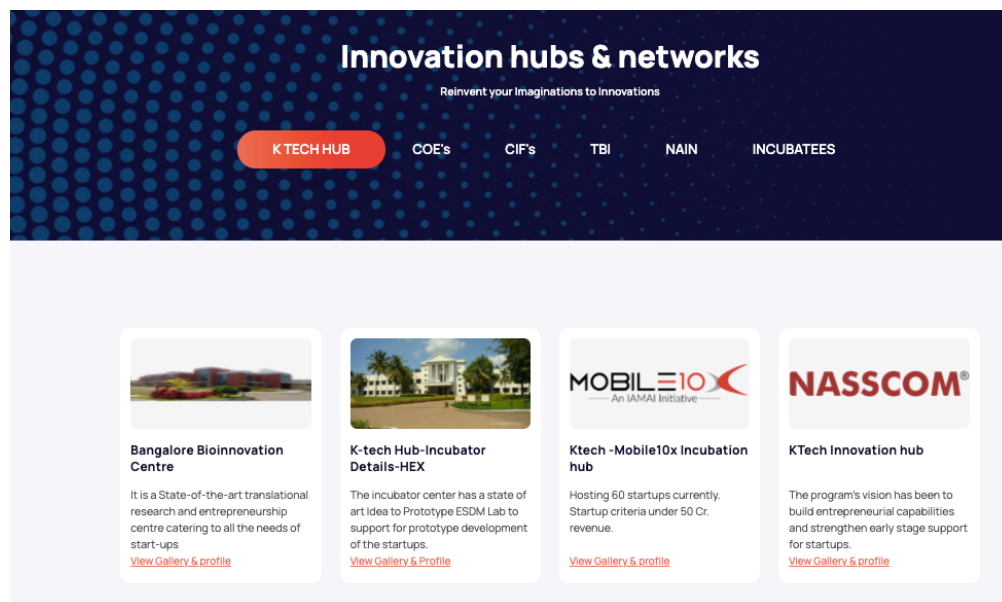 Innovation hubs & networks
Reinvent your Imaginations to Innovations
K TECH HUB
COE's
CIF's
TBI
NAIN
INCUBATEES
Bangalore Bioinnovation
Centre
It is a State-of-the-art translational
research and entrepreneurship
centre catering to all the needs of
start-ups
View Gallery & profile
K-tech Hub-Incubator
Details-HEX
The incubator center has a state of
art Idea to Prototype ESDM Lab to
support for prototype development
of the startups.
View Gallery & Profile
MOBILE10X
An IAMAI Initiative
Ktech -Mobile10x Incubation
hub
Hosting 60 startups currently.
Startup criteria under 50 Cr.
revenue.
View Gallery & profile
NASSCOM®
KTech Innovation hub
The program's vision has been to
build entrepreneurial capabilities
and strengthen early stage support
for startups.
View Gallery & profile